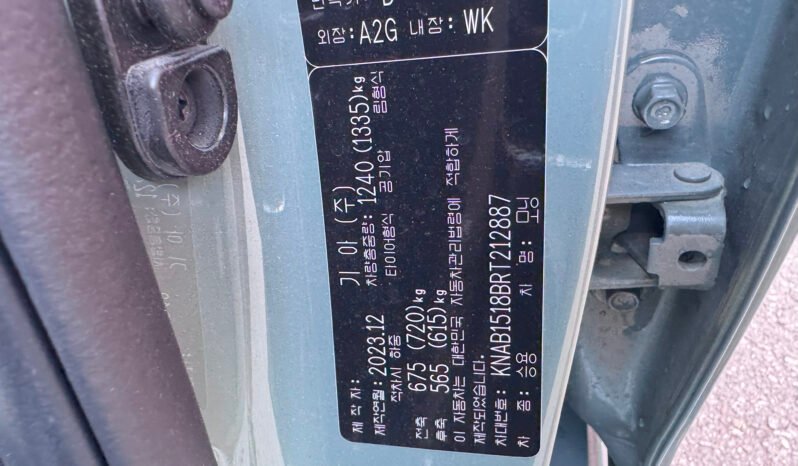 외장:A2G 내장:WK
제작자: 기아(주)
제작연월:2023.12 차량총중량:1240 (1335)kg
적차시 하중 타이어형식 공기압 림형식
전축 675 (720)kg
후축 565 (615)kg
이 자동차는 대한민국 자동차관리법령에 적합하게
제작되었습니다.
차대번호: KNAB1518BRT212887
차 종: 승용 차 명: 모닝